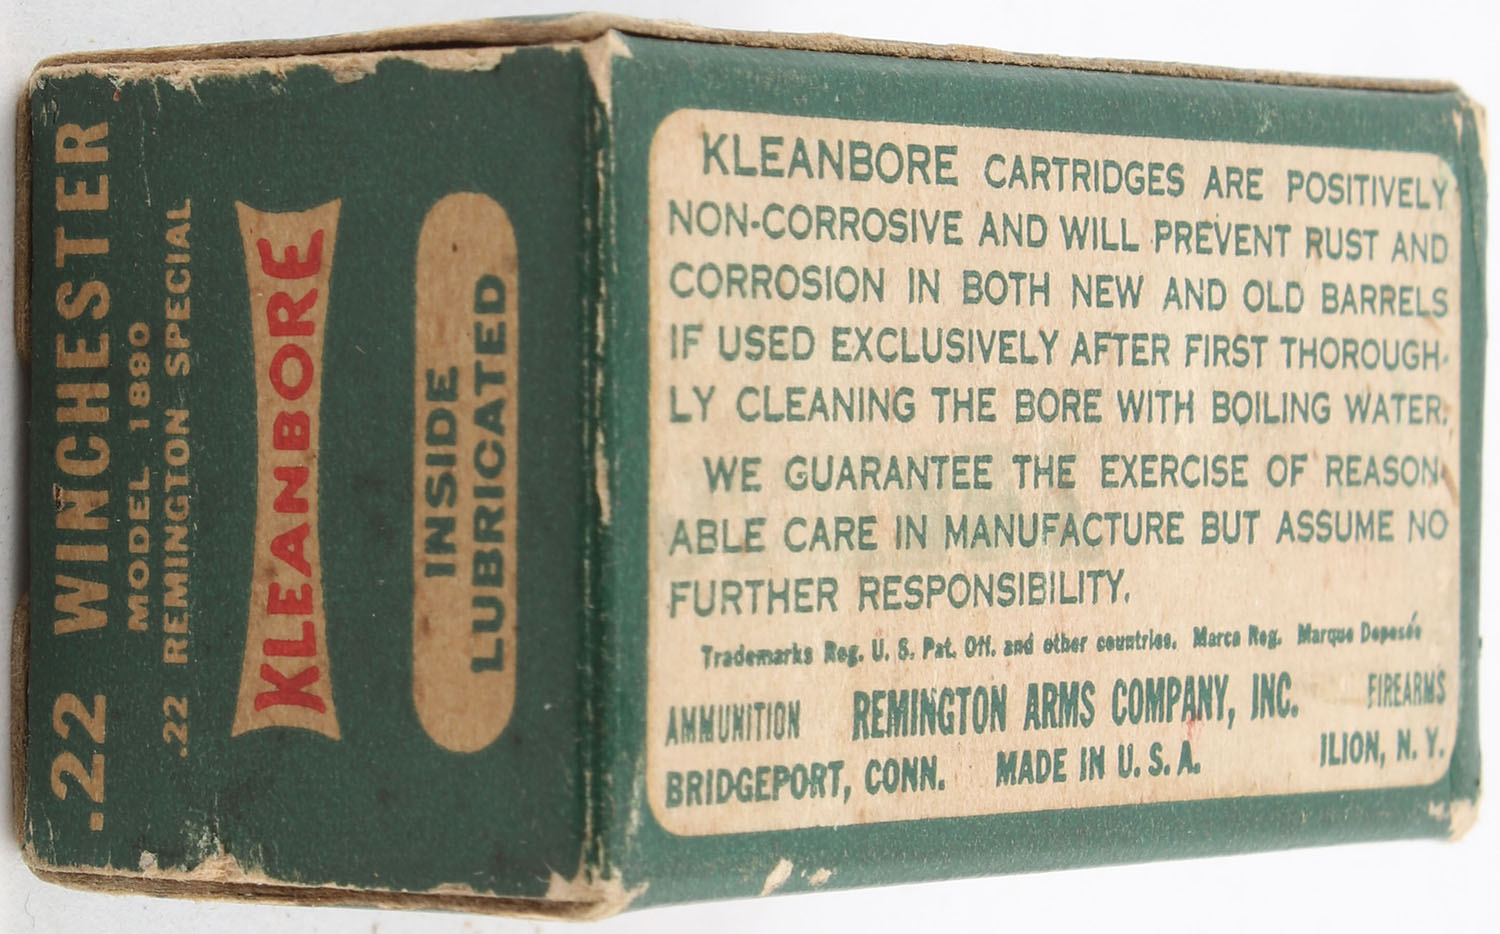 .22 WINCHESTER
MODEL 1890
.22 REMINGTON SPECIAL
KLEANBORE
INSIDE
LUBRICATED
KLEANBORE CARTRIDGES ARE POSITIVELY
NON-CORROSIVE AND WILL PREVENT RUST AND
CORROSION IN BOTH NEW AND OLD BARRELS
IF USED EXCLUSIVELY AFTER FIRST THOROUGH-
LY CLEANING THE BORE WITH BOILING WATER.
WE GUARANTEE THE EXERCISE OF REASON-
ABLE CARE IN MANUFACTURE BUT ASSUME NO
FURTHER RESPONSIBILITY.
Trademarks Reg. U. S. Pat. Off. and other countries. Marca Reg. Marque Deposée
AMMUNITION REMINGTON ARMS COMPANY, INC. FIREARMS
BRIDGEPORT, CONN. MADE IN U. S. A. ILION, N. Y.